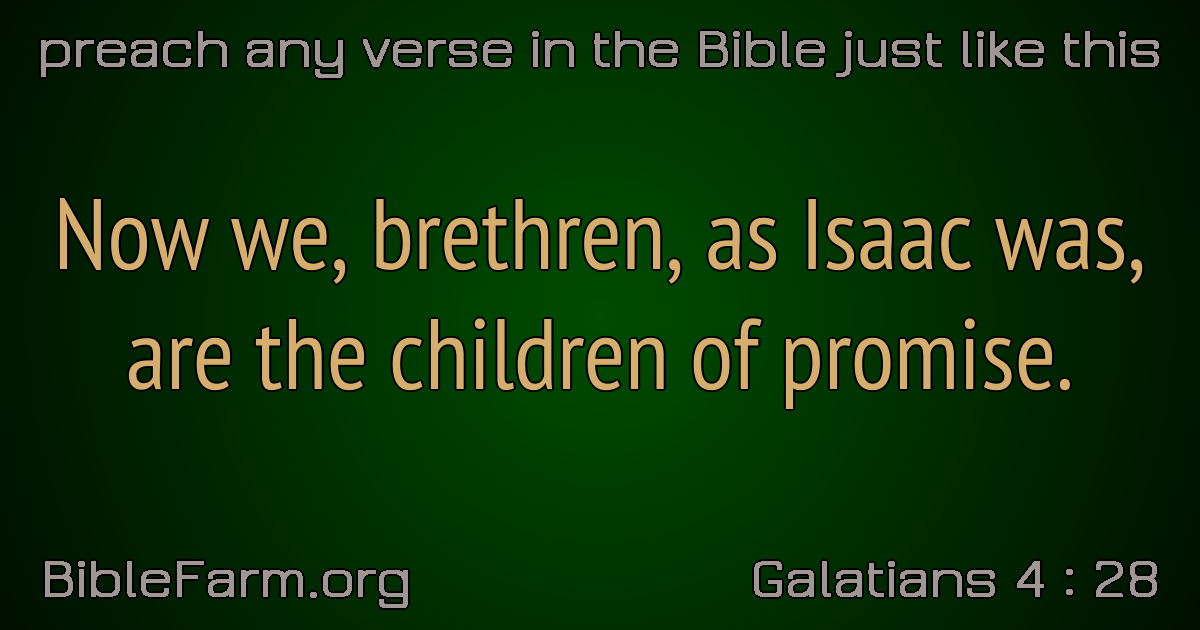 preach any verse in the Bible just like this
Now we, brethren, as Isaac was,
are the children of promise.
BibleFarm.org
Galatians 4 : 28